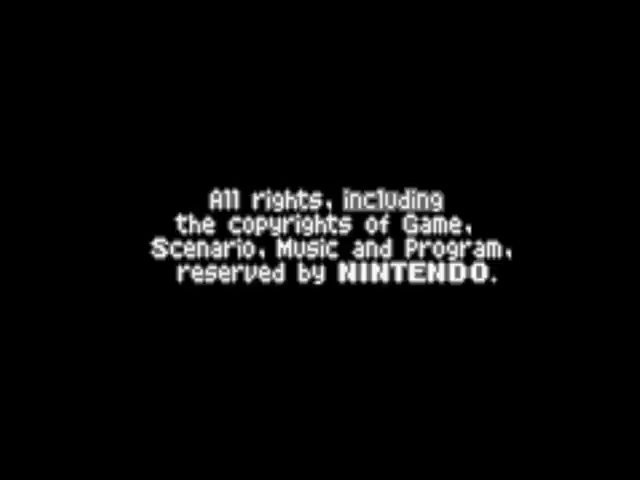 All rights, including
the copyrights of Game,
Scenario, Music and Program,
reserved by NINTENDO.